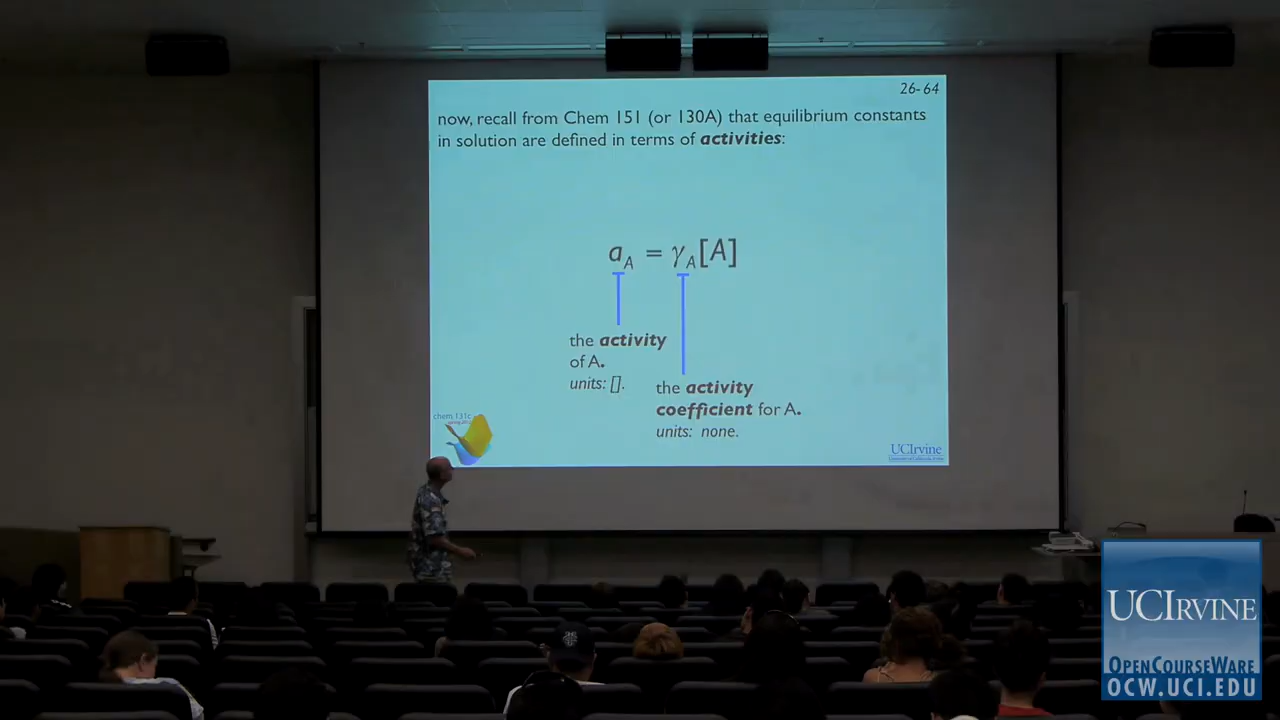 26-64
now, recall from Chem 151 (or 130A) that equilibrium constants
in solution are defined in terms of activities:
a_A = γ_A[A]
the activity
of A.
units: [].
the activity
coefficient for A.
units: none.
chem 131c
UCIrvine
UCIRVINE
OPENCOURSEWARE
OCW.UCI.EDU